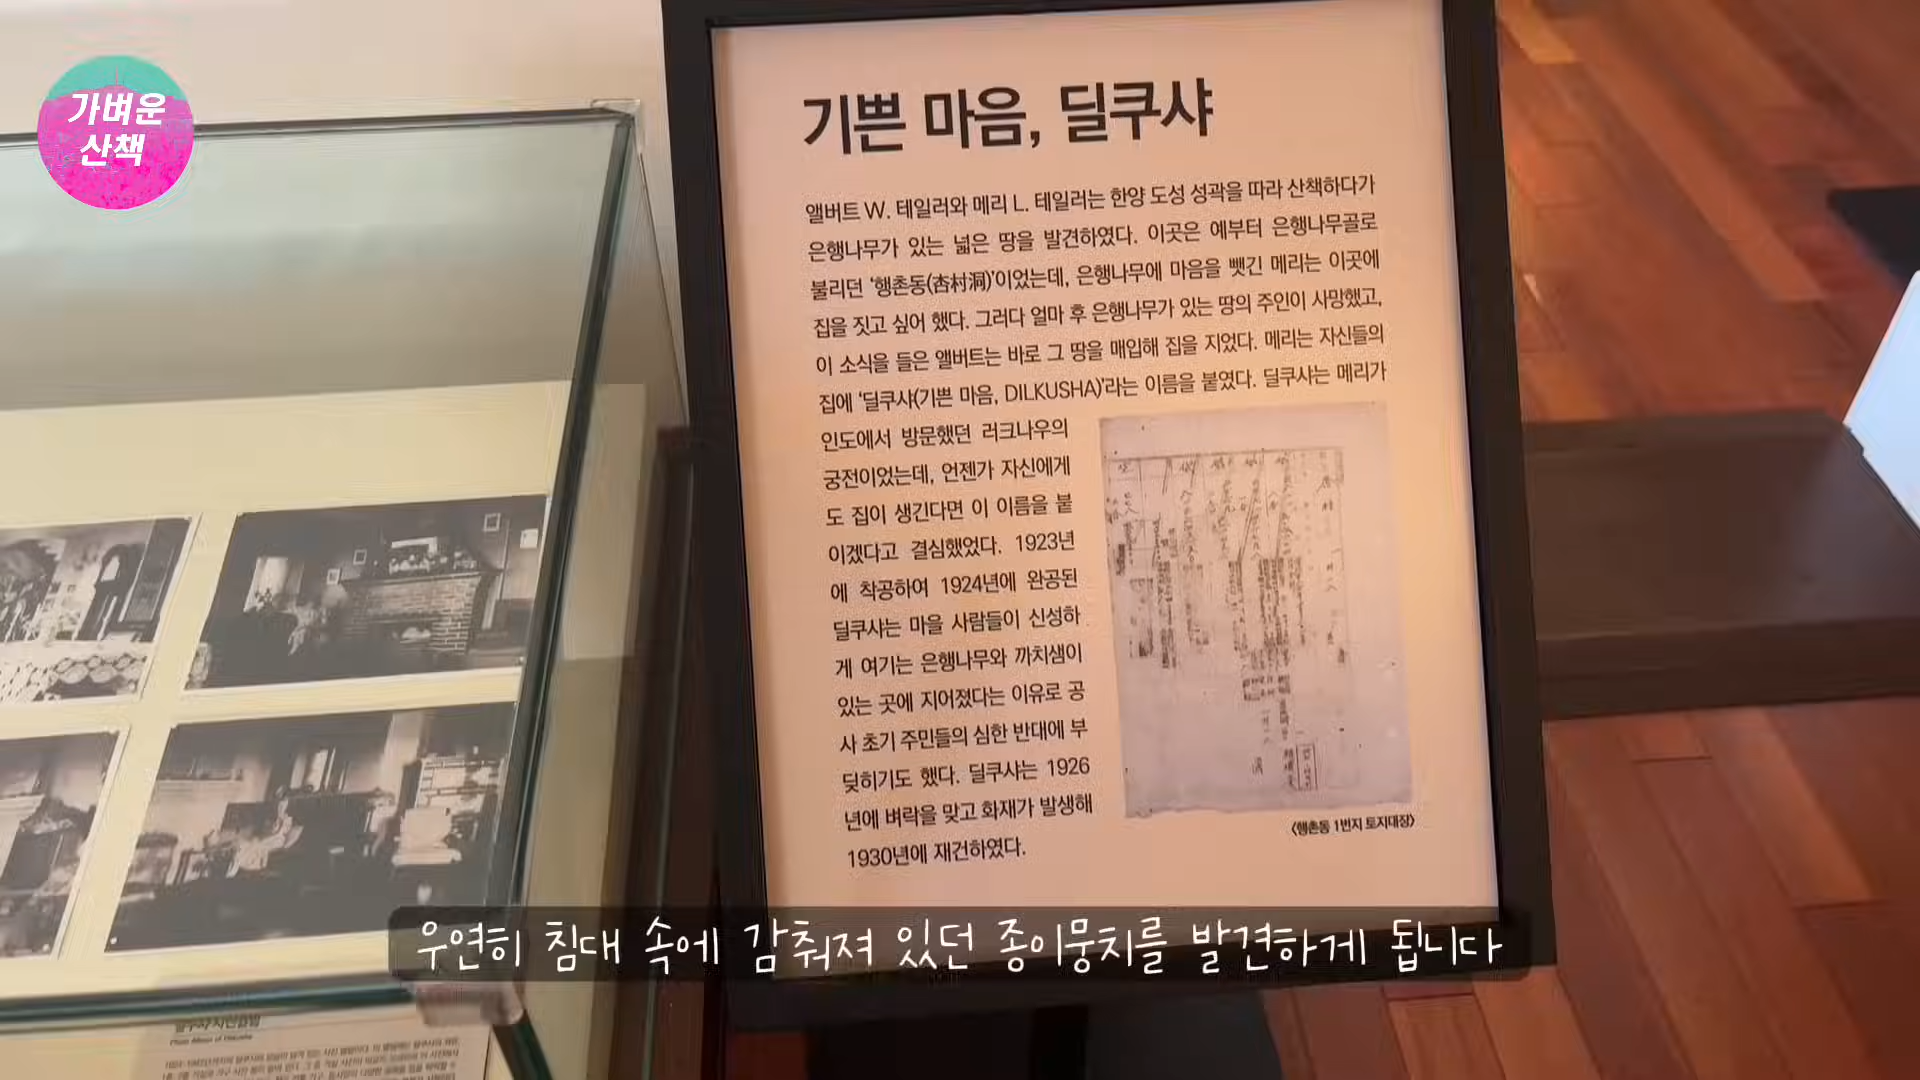 가벼운
산책
기쁜 마음, 딜쿠샤
앨버트 W. 테일러와 메리 L. 테일러는 한양 도성 성곽을 따라 산책하다가
은행나무가 있는 넓은 땅을 발견하였다. 이곳은 예부터 은행나무골로
불리던 ‘행촌동(杏村洞)’이었는데, 은행나무에 마음을 뺏긴 메리는 이곳에
집을 짓고 싶어 했다. 그러다 얼마 후 은행나무가 있는 땅의 주인이 사망했고,
이 소식을 들은 앨버트는 바로 그 땅을 매입해 집을 지었다. 메리는 자신들의
집에 ‘딜쿠샤(기쁜 마음, DILKUSHA)’라는 이름을 붙였다. 딜쿠샤는 메리가
인도에서 방문했던 러크나우의
궁전이었는데, 언젠가 자신에게
도 집이 생긴다면 이 이름을 붙
이겠다고 결심했었다. 1923년
에 착공하여 1924년에 완공된
딜쿠샤는 마을 사람들이 신성하
게 여기는 은행나무와 까치샘이
있는 곳에 지어졌다는 이유로 공
사 초기 주민들의 심한 반대에 부
딪히기도 했다. 딜쿠샤는 1926
년에 벼락을 맞고 화재가 발생해
1930년에 재건하였다.
〈행촌동 1번지 토지대장〉
우연히 침대 속에 감춰져 있던 종이뭉치를 발견하게 됩니다